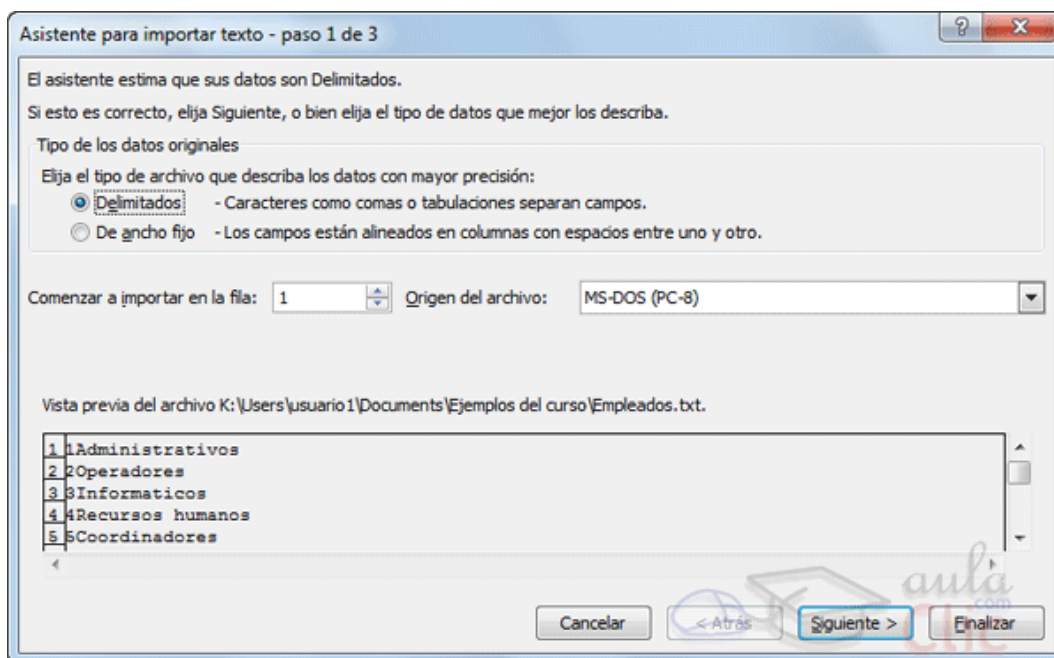 Asistente para importar texto - paso 1 de 3
El asistente estima que sus datos son Delimitados.
Si esto es correcto, elija Siguiente, o bien elija el tipo de datos que mejor los describa.
Tipo de los datos originales
Elija el tipo de archivo que describa los datos con mayor precisión:
Delimitados - Caracteres como comas o tabulaciones separan campos.
De ancho fijo - Los campos están alineados en columnas con espacios entre uno y otro.
Comenzar a importar en la fila: 1 Origen del archivo: MS-DOS (PC-8)
Vista previa del archivo K:\Users\usuario1\Documents\Ejemplos del curso\Empleados.txt.
1 1Administrativos
2 2Operadores
3 3Informaticos
4 4Recursos humanos
5 5Coordinadores
aula
.com
Clic
Cancelar < Atrás Siguiente > Finalizar